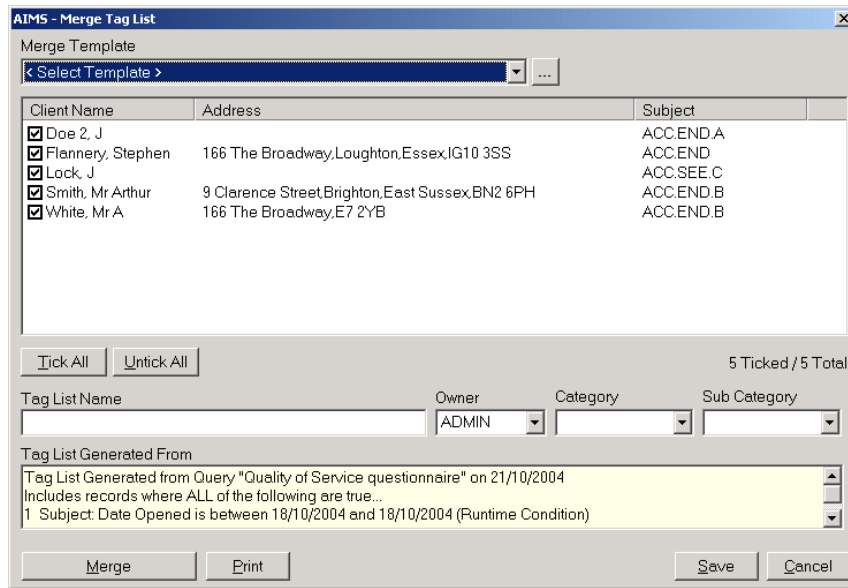 AIMS - Merge Tag List
Merge Template
< Select Template >
...
Client Name Address Subject
Doe 2, J ACC.END.A
Flannery, Stephen 166 The Broadway,Loughton,Essex,IG10 3SS ACC.END
Lock, J ACC.SEE.C
Smith, Mr Arthur 9 Clarence Street,Brighton,East Sussex,BN2 6PH ACC.END.B
White, Mr A 166 The Broadway,E7 2YB ACC.END.B
Tick All Untick All 5 Ticked / 5 Total
Tag List Name Owner Category Sub Category
ADMIN
Tag List Generated From
Tag List Generated from Query "Quality of Service questionnaire" on 21/10/2004
Includes records where ALL of the following are true...
1 Subject: Date Opened is between 18/10/2004 and 18/10/2004 (Runtime Condition)
Merge Print Save Cancel